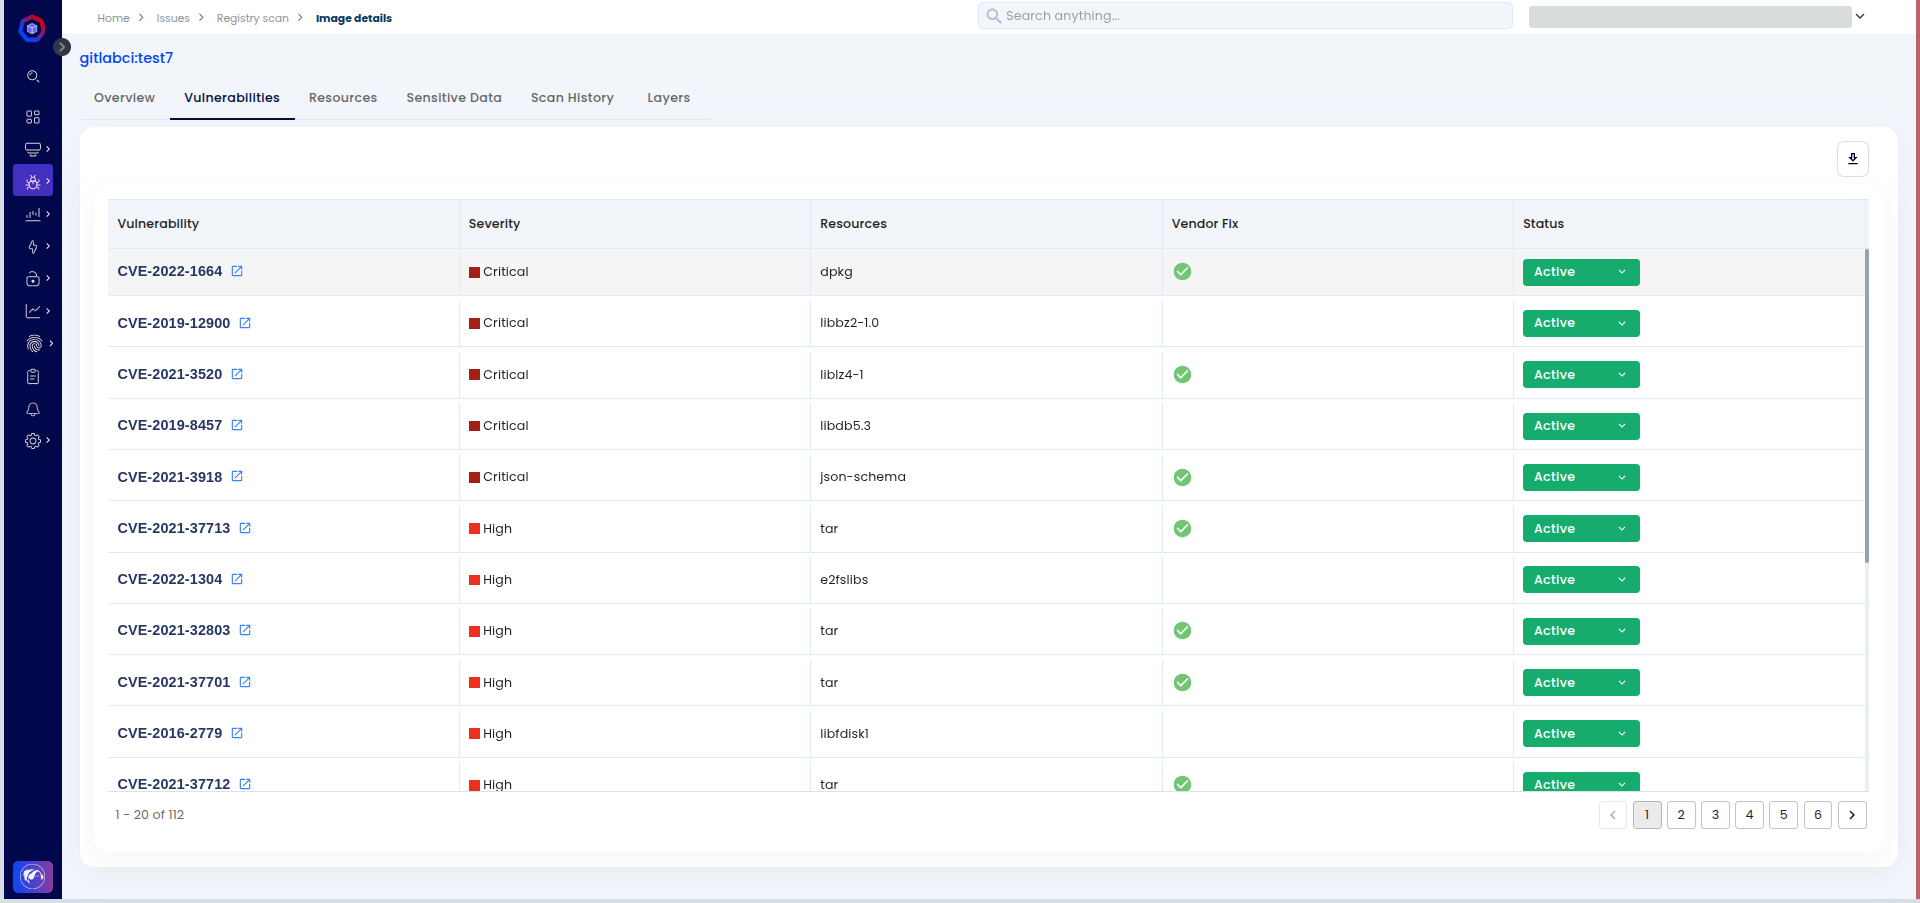 Home > Issues > Registry scan > Image details
Search anything...
gitlabci:test7
Overview Vulnerabilities Resources Sensitive Data Scan History Layers
Vulnerability Severity Resources Vendor Fix Status
CVE-2022-1664 Critical dpkg Active
CVE-2019-12900 Critical libbz2-1.0 Active
CVE-2021-3520 Critical liblz4-1 Active
CVE-2019-8457 Critical libdb5.3 Active
CVE-2021-3918 Critical json-schema Active
CVE-2021-37713 High tar Active
CVE-2022-1304 High e2fslibs Active
CVE-2021-32803 High tar Active
CVE-2021-37701 High tar Active
CVE-2016-2779 High libfdisk1 Active
CVE-2021-37712 High tar Active
1 - 20 of 112 < 1 2 3 4 5 6 >